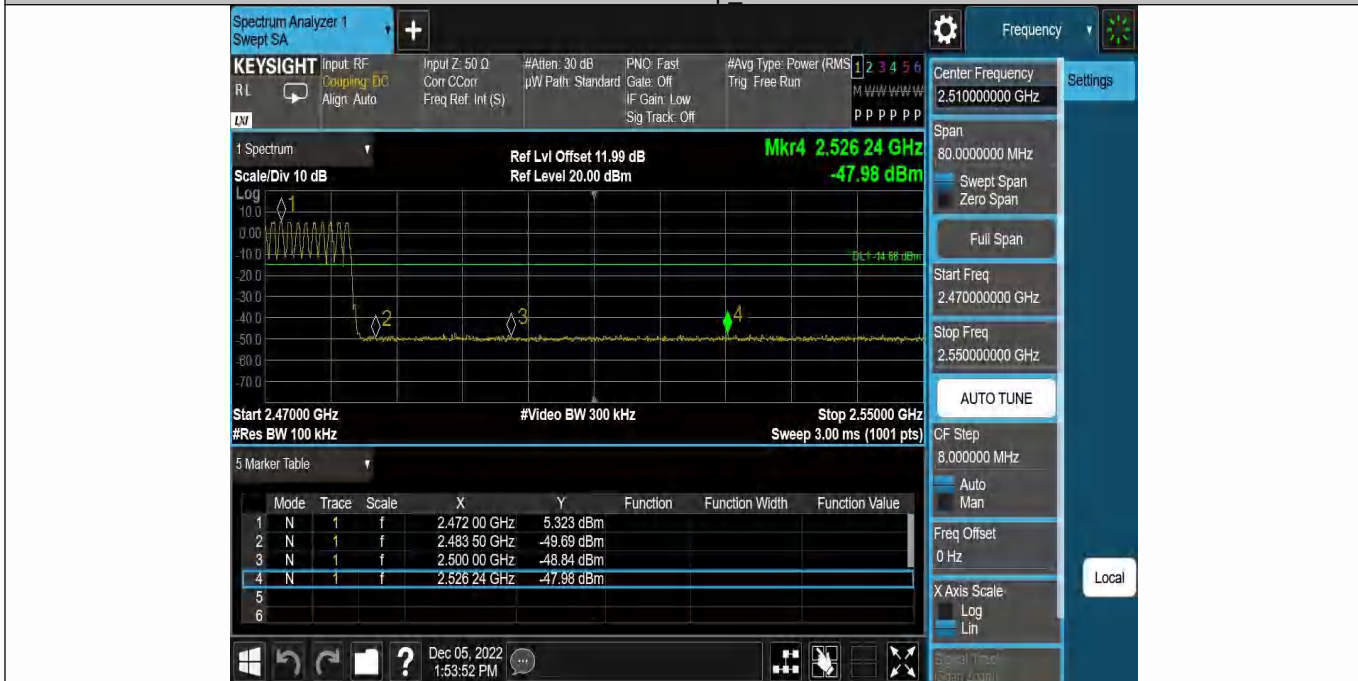 Spectrum Analyzer 1
Swept SA
+
Frequency
KEYSIGHT
Input: RF
Input Z: 50 Ω
#Atten: 30 dB
PNO: Fast
#Avg Type: Power (RMS
1 2 3 4 5 6
RL
Coupling: DC
Corr CCorr
µW Path: Standard
Gate: Off
Trig: Free Run
M W W W W W
Align: Auto
Freq Ref: Int (S)
IF Gain: Low
Sig Track: Off
P P P P P P
LXI
Center Frequency
2.510000000 GHz
Settings
Span
80.0000000 MHz
Swept Span
Zero Span
Full Span
Start Freq
2.470000000 GHz
Stop Freq
2.550000000 GHz
AUTO TUNE
CF Step
8.000000 MHz
Auto
Man
Freq Offset
0 Hz
X Axis Scale
Log
Lin
Local
1 Spectrum
Ref Lvl Offset 11.99 dB
Mkr4 2.526 24 GHz
Scale/Div 10 dB
Ref Level 20.00 dBm
-47.98 dBm
Log
10.0
0.00
-10.0
-20.0
-30.0
-40.0
-50.0
-60.0
-70.0
1
2
3
4
DL1 -14.68 dBm
Start 2.47000 GHz
#Video BW 300 kHz
Stop 2.55000 GHz
#Res BW 100 kHz
Sweep 3.00 ms (1001 pts)
5 Marker Table
Mode Trace Scale X Y Function Function Width Function Value
1 N 1 f 2.472 00 GHz 5.323 dBm
2 N 1 f 2.483 50 GHz -49.69 dBm
3 N 1 f 2.500 00 GHz -48.84 dBm
4 N 1 f 2.526 24 GHz -47.98 dBm
5
6
?
Dec 05, 2022
1:53:52 PM